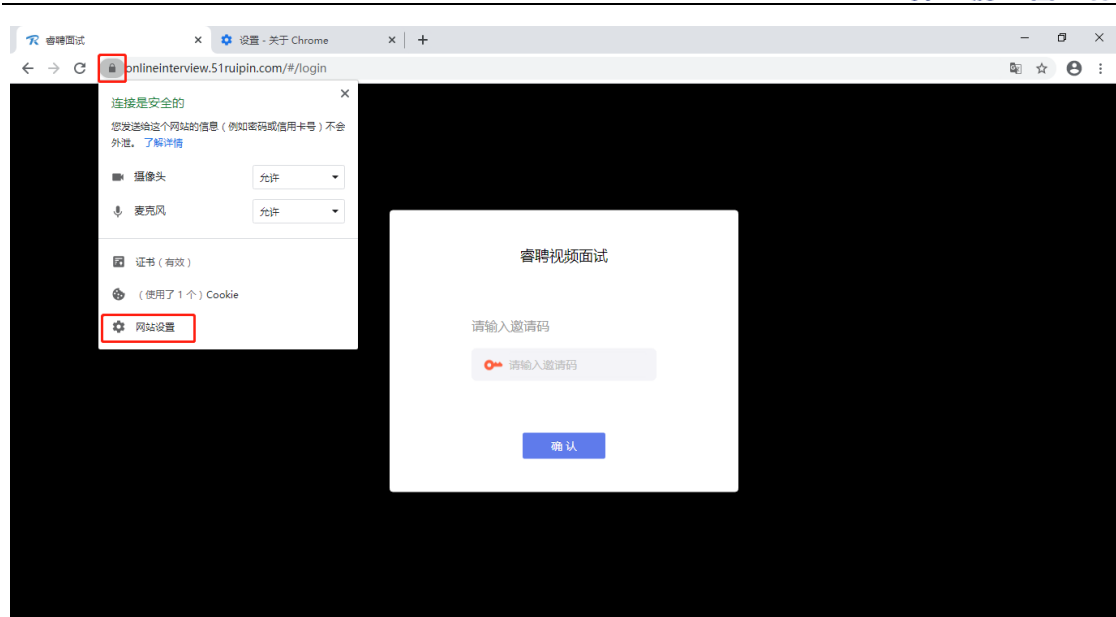 睿聘面试
设置 - 关于 Chrome
onlineinterview.51ruipin.com/#/login
连接是安全的
您发送给这个网站的信息（例如密码或信用卡号）不会
外泄。 了解详情
摄像头 允许
麦克风 允许
证书（有效）
（使用了 1 个）Cookie
网站设置
睿聘视频面试
请输入邀请码
请输入邀请码
确 认